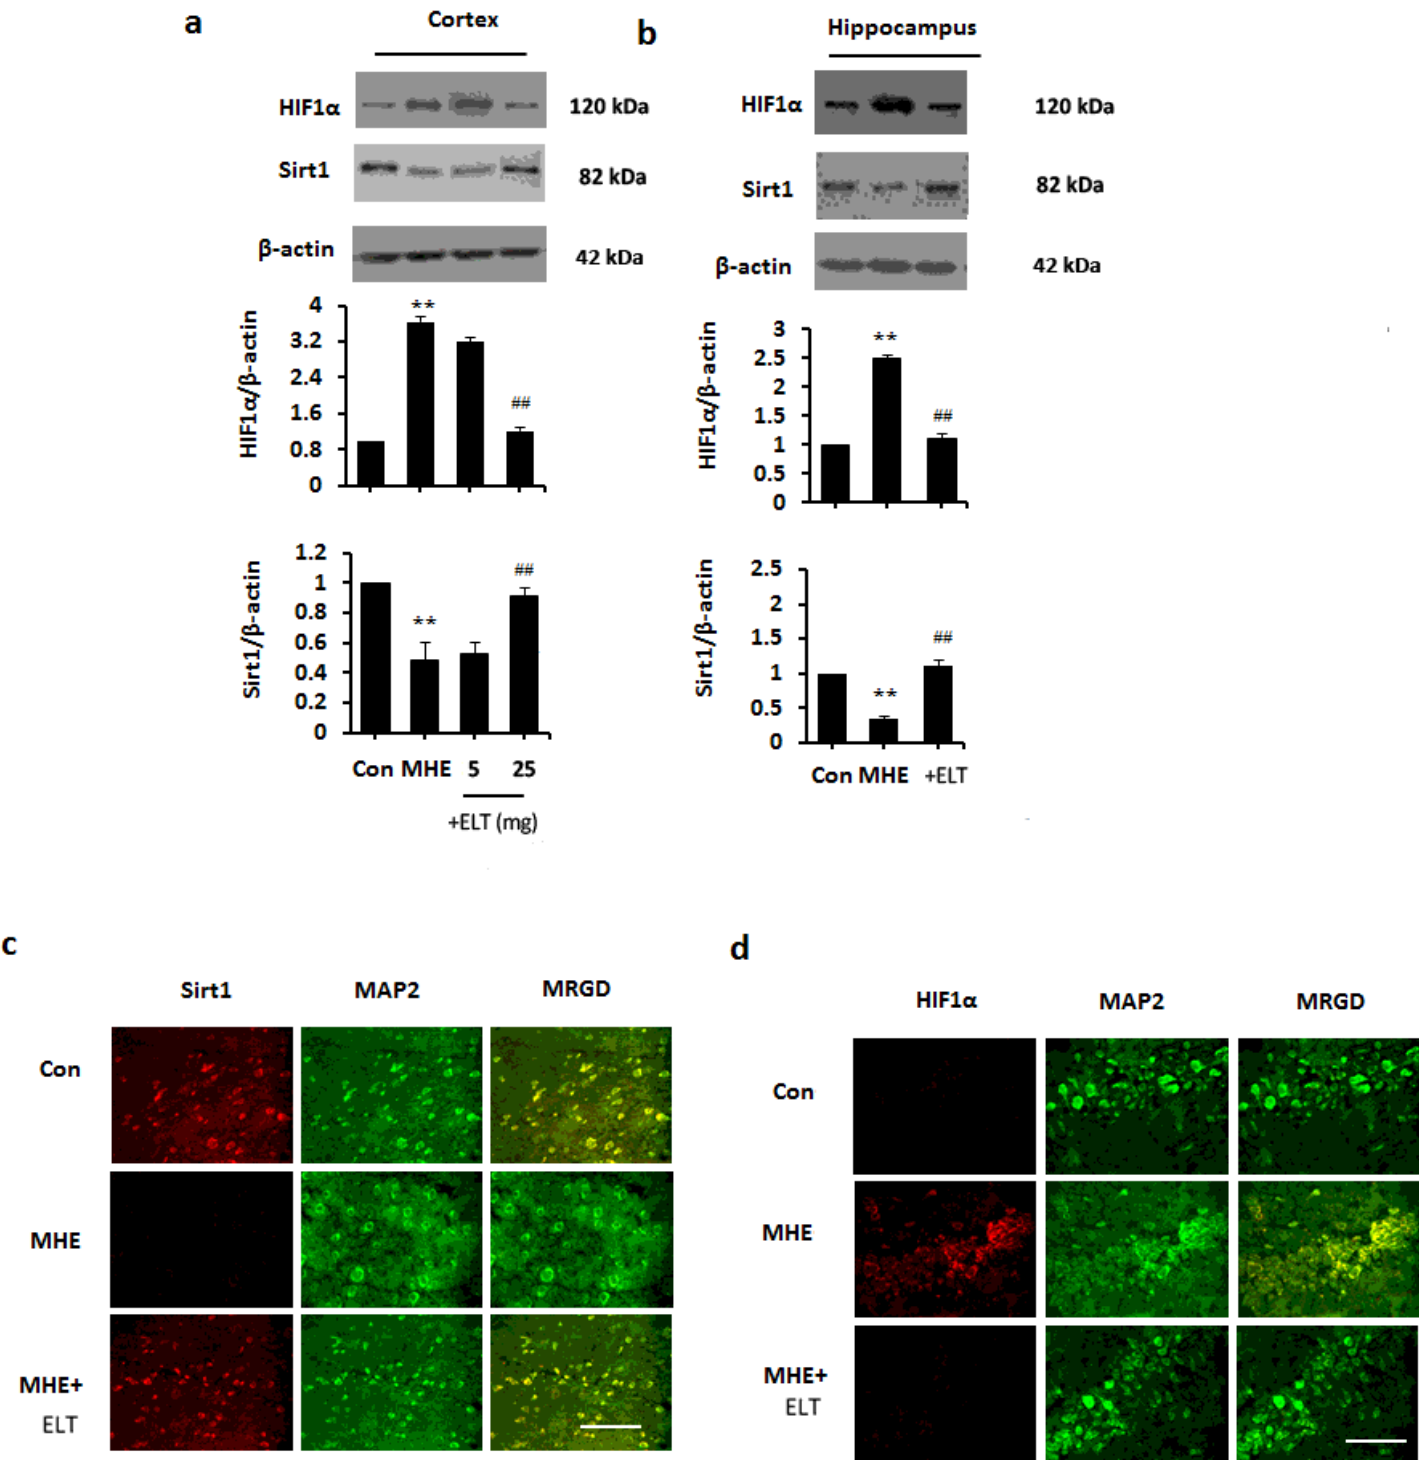 a
Cortex
HIF1α
120 kDa
Sirt1
82 kDa
β-actin
42 kDa
HIF1α/β-actin
4
3.2
2.4
1.6
0.8
0
**
##
Sirt1/β-actin
1.2
1
0.8
0.6
0.4
0.2
0
**
##
Con MHE 5 25
+ELT (mg)
b
Hippocampus
HIF1α
120 kDa
Sirt1
82 kDa
β-actin
42 kDa
HIF1α/β-actin
3
2.5
2
1.5
1
0.5
0
**
##
Sirt1/β-actin
2.5
2
1.5
1
0.5
0
**
##
Con MHE +ELT
c
Sirt1 MAP2 MRGD
Con
MHE
MHE+
ELT
d
HIF1α MAP2 MRGD
Con
MHE
MHE+
ELT